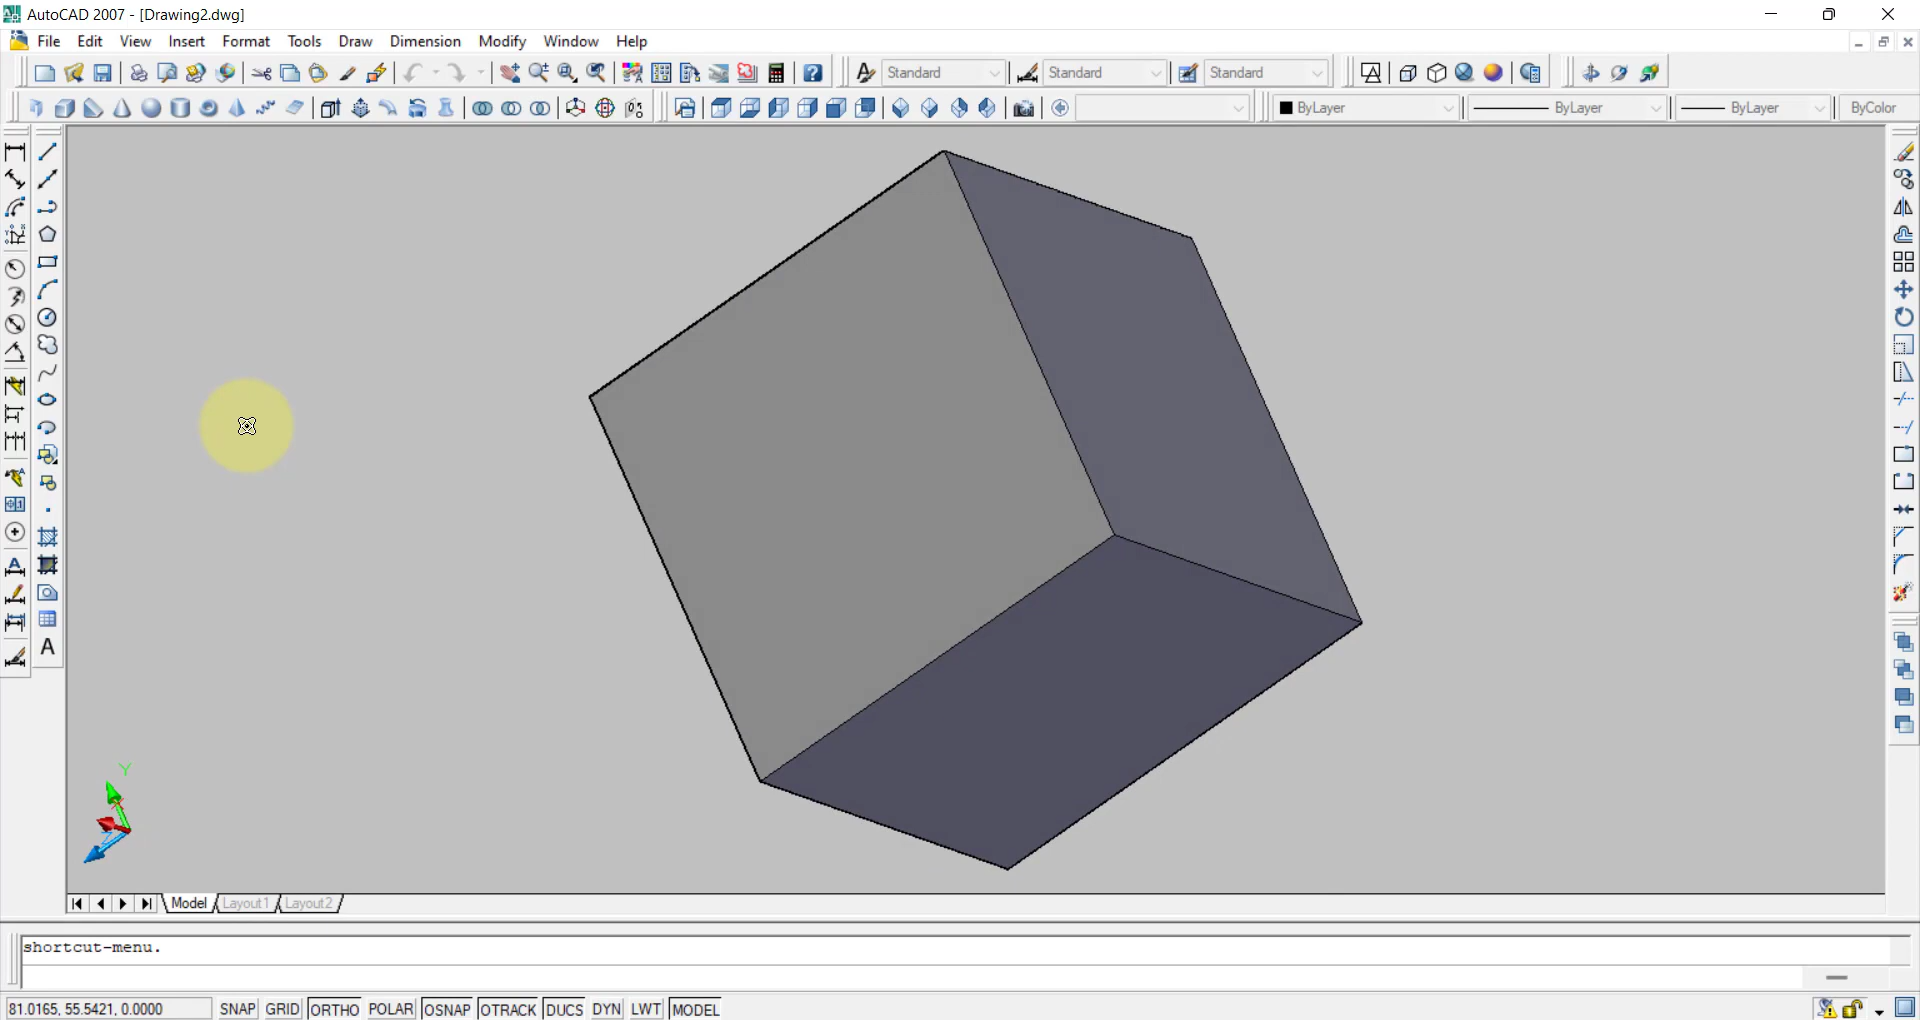 AutoCAD 2007 - [Drawing2.dwg]
File Edit View Insert Format Tools Draw Dimension Modify Window Help
Standard Standard Standard
ByLayer ByLayer ByLayer ByColor
A
Y
Model Layout1 Layout2
shortcut-menu.
81.0165, 55.5421, 0.0000 SNAP GRID ORTHO POLAR OSNAP OTRACK DUCS DYN LWT MODEL